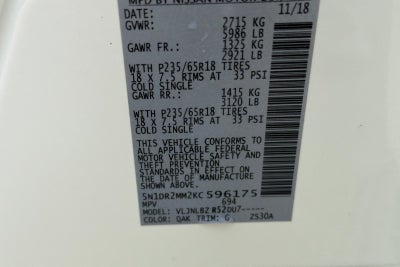 MFD BY NISSAN MOTOR
DATE: 11/18
GVWR: 2715 KG
5986 LB
GAWR FR.: 1325 KG
2921 LB
WITH P235/65R18 TIRES
18 x 7.5 RIMS AT 33 PSI
COLD SINGLE
GAWR RR.: 1415 KG
3120 LB
WITH P235/65R18 TIRES
18 x 7.5 RIMS AT 33 PSI
COLD SINGLE
THIS VEHICLE CONFORMS TO
ALL APPLICABLE FEDERAL
MOTOR VEHICLE SAFETY
STANDARDS IN EFFECT ON
THE DATE OF MANUFACTURE
SHOWN ABOVE.
5N1DR2MM2KC596175
MPV 694
MODEL: VLJNLBZ R52DU7-----
COLOR: QAK TRIM: G ZS30A